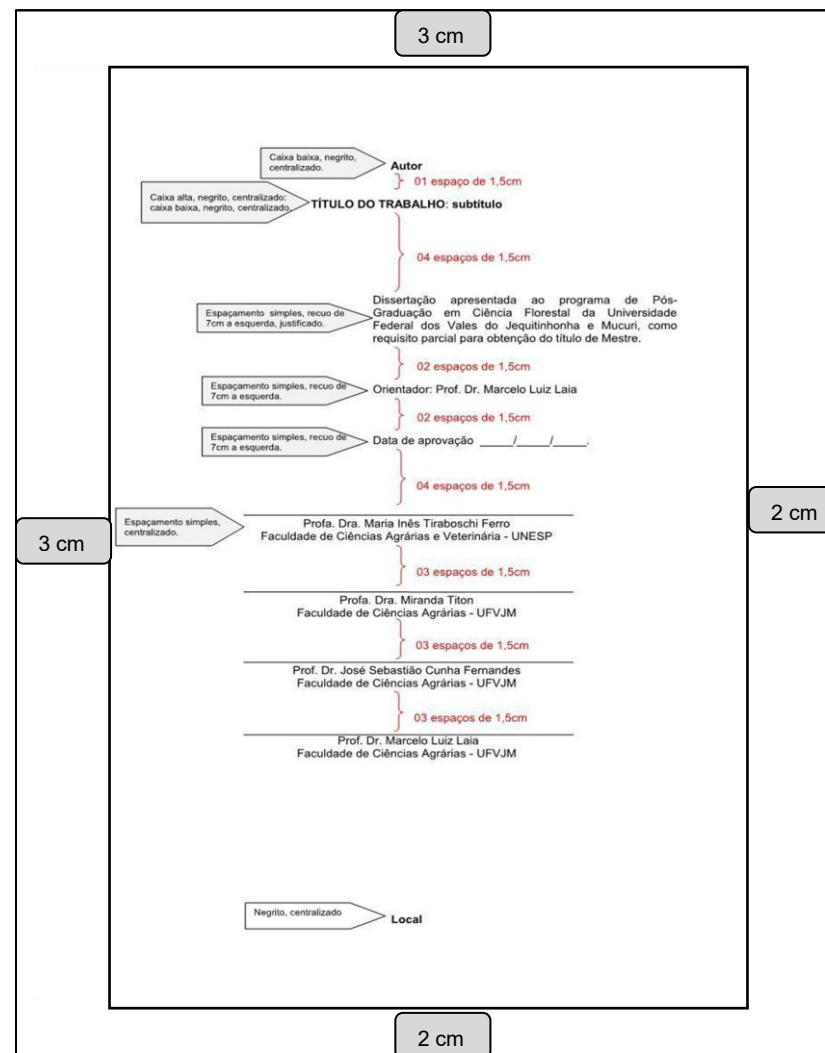 3 cm
Caixa baixa, negrito,
centralizado.
Autor
01 espaço de 1,5cm
Caixa alta, negrito, centralizado:
caixa baixa, negrito, centralizado.
TÍTULO DO TRABALHO: subtítulo
04 espaços de 1,5cm
Espaçamento simples, recuo de
7cm a esquerda, justificado.
Dissertação apresentada ao programa de Pós-
Graduação em Ciência Florestal da Universidade
Federal dos Vales do Jequitinhonha e Mucuri, como
requisito parcial para obtenção do título de Mestre.
02 espaços de 1,5cm
Espaçamento simples, recuo de
7cm a esquerda.
Orientador: Prof. Dr. Marcelo Luiz Laia
02 espaços de 1,5cm
Espaçamento simples, recuo de
7cm a esquerda.
Data de aprovação _____/_____/_____.
04 espaços de 1,5cm
2 cm
3 cm
Espaçamento simples,
centralizado.
Profa. Dra. Maria Inês Tiraboschi Ferro
Faculdade de Ciências Agrárias e Veterinária - UNESP
03 espaços de 1,5cm
Profa. Dra. Miranda Titon
Faculdade de Ciências Agrárias - UFVJM
03 espaços de 1,5cm
Prof. Dr. José Sebastião Cunha Fernandes
Faculdade de Ciências Agrárias - UFVJM
03 espaços de 1,5cm
Prof. Dr. Marcelo Luiz Laia
Faculdade de Ciências Agrárias - UFVJM
Negrito, centralizado
Local
2 cm